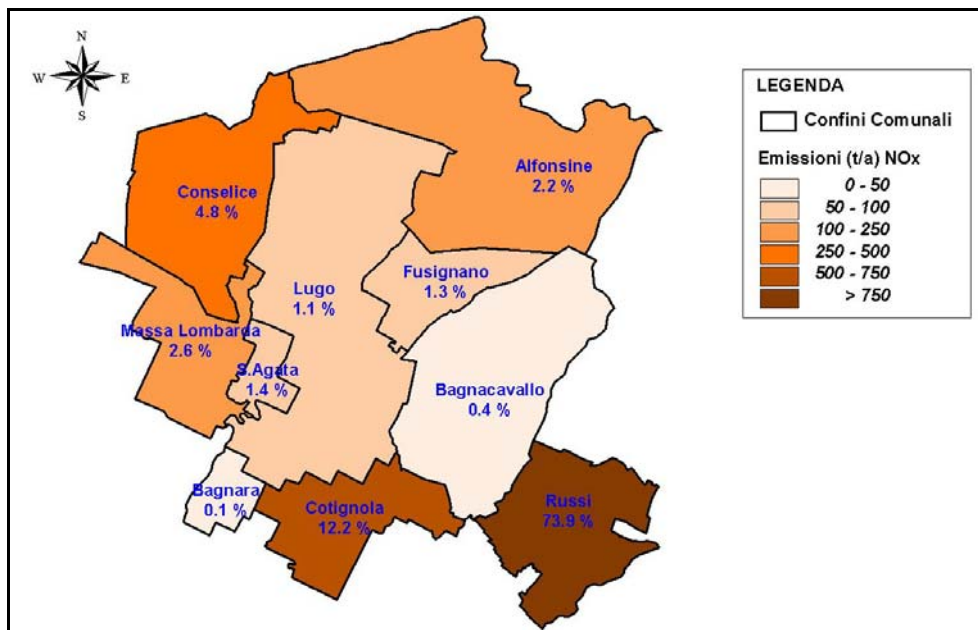 N
W E
S
Conselice
4.8 %
Alfonsine
2.2 %
Lugo
1.1 %
Fusignano
1.3 %
Massa Lombarda
2.6 %
S.Agata
1.4 %
Bagnacavallo
0.4 %
Bagnara
0.1 %
Cotignola
12.2 %
Russi
73.9 %
LEGENDA
Confini Comunali
Emissioni (t/a) NOx
0 - 50
50 - 100
100 - 250
250 - 500
500 - 750
> 750